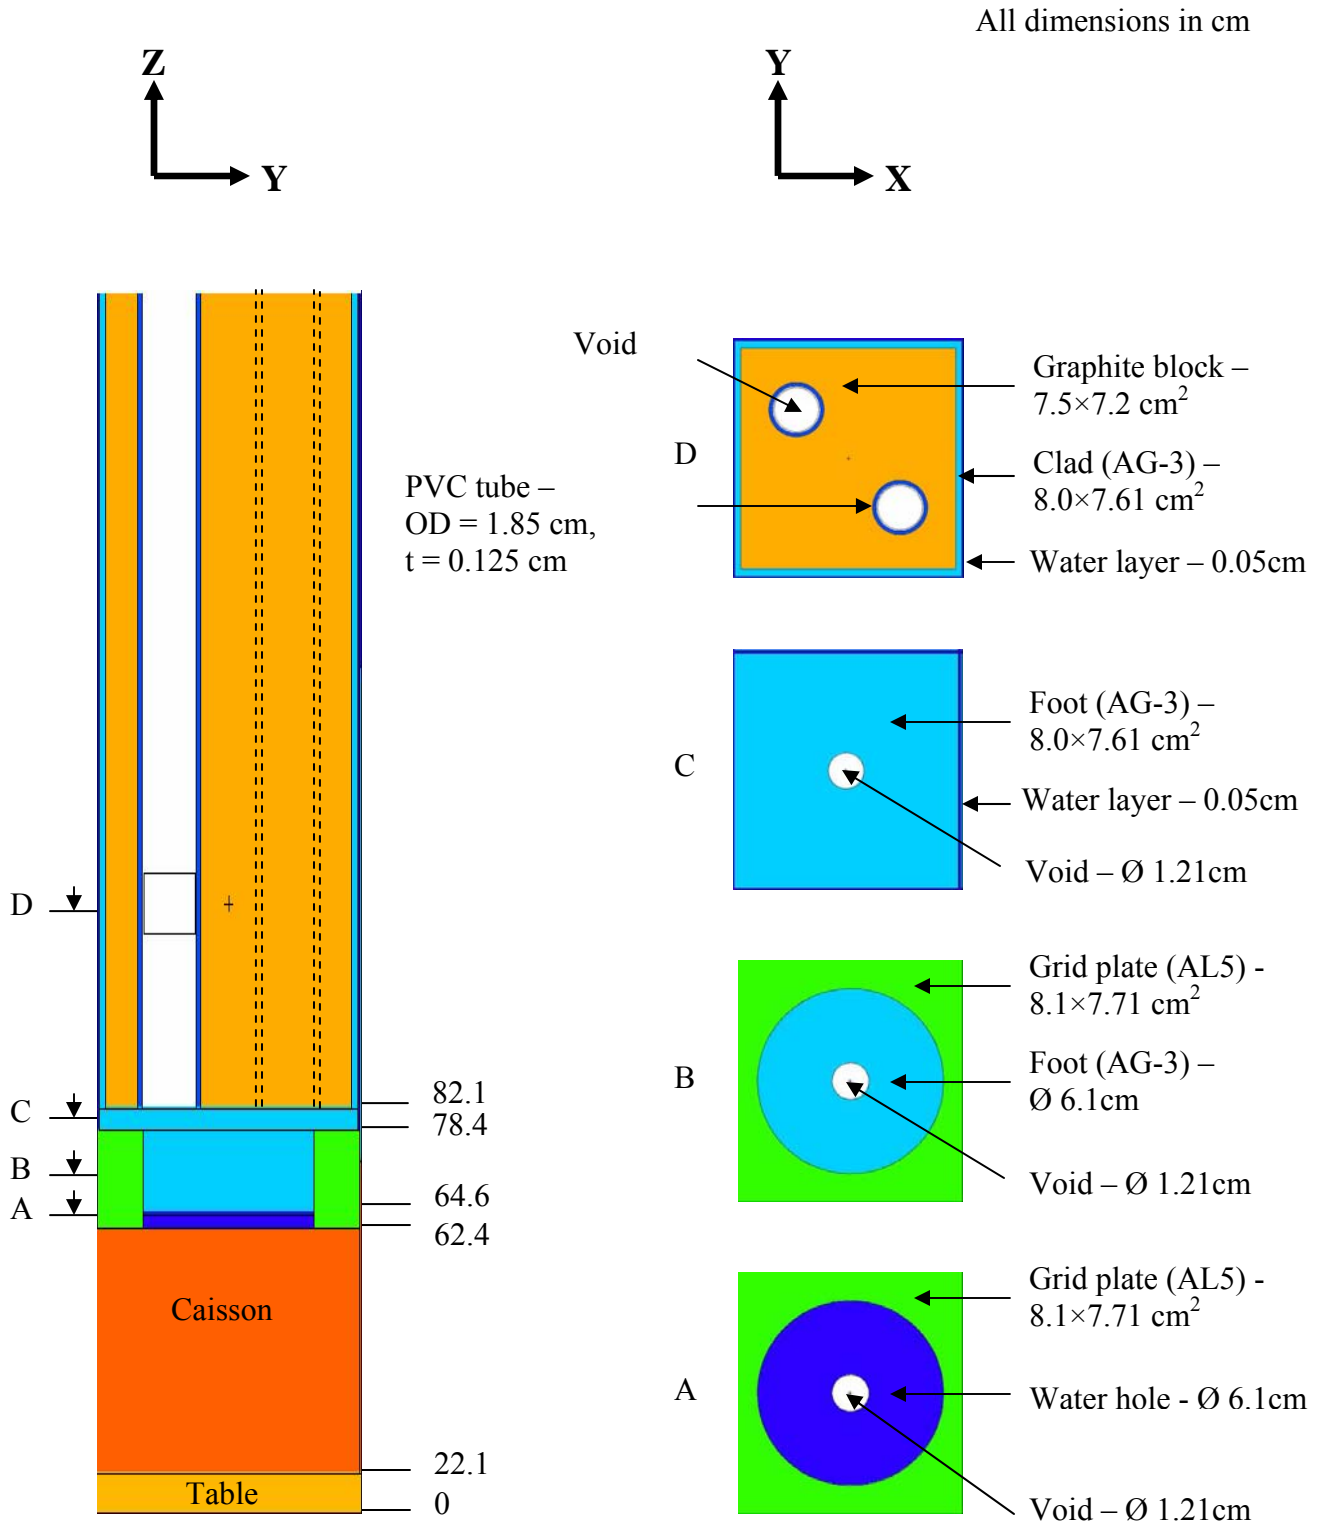 All dimensions in cm
Z
Y
Y
X
Void
Graphite block –
7.5×7.2 cm2
D
Clad (AG-3) –
8.0×7.61 cm2
PVC tube –
OD = 1.85 cm,
t = 0.125 cm
Water layer – 0.05cm
Foot (AG-3) –
8.0×7.61 cm2
C
Water layer – 0.05cm
Void – Ø 1.21cm
D
Grid plate (AL5) -
8.1×7.71 cm2
B
Foot (AG-3) –
Ø 6.1cm
Void – Ø 1.21cm
C
82.1
78.4
B
A
64.6
62.4
Grid plate (AL5) -
8.1×7.71 cm2
Caisson
A
Water hole - Ø 6.1cm
22.1
Table
0
Void – Ø 1.21cm